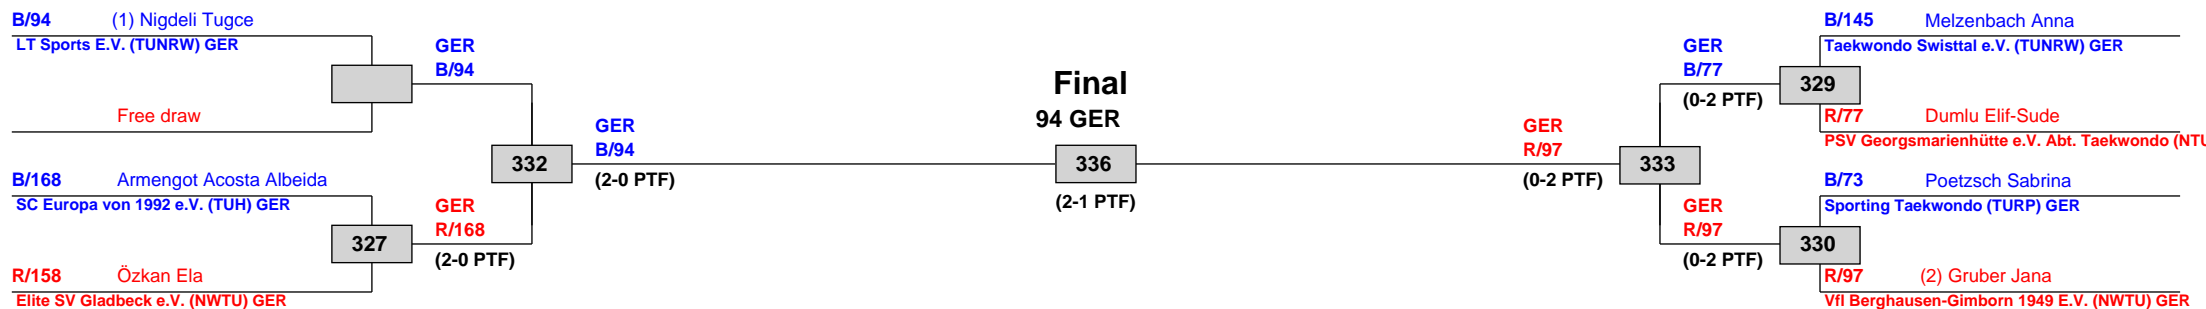 B/94 (1) Nigdeli Tugce
LT Sports E.V. (TUNRW) GER
Free draw
GER
B/94
B/168 Armengot Acosta Albeida
SC Europa von 1992 e.V. (TUH) GER
327
R/158 Özkan Ela
Elite SV Gladbeck e.V. (NWTU) GER
GER
R/168
(2-0 PTF)
332
GER
B/94
(2-0 PTF)
Final
94 GER
336
(2-1 PTF)
GER
R/97
(0-2 PTF)
333
GER
B/77
(0-2 PTF)
GER
R/97
(0-2 PTF)
B/145 Melzenbach Anna
Taekwondo Swisttal e.V. (TUNRW) GER
329
R/77 Dumlu Elif-Sude
PSV Georgsmarienhütte e.V. Abt. Taekwondo (NTU
B/73 Poetzsch Sabrina
Sporting Taekwondo (TURP) GER
330
R/97 (2) Gruber Jana
Vfl Berghausen-Gimborn 1949 E.V. (NWTU) GER